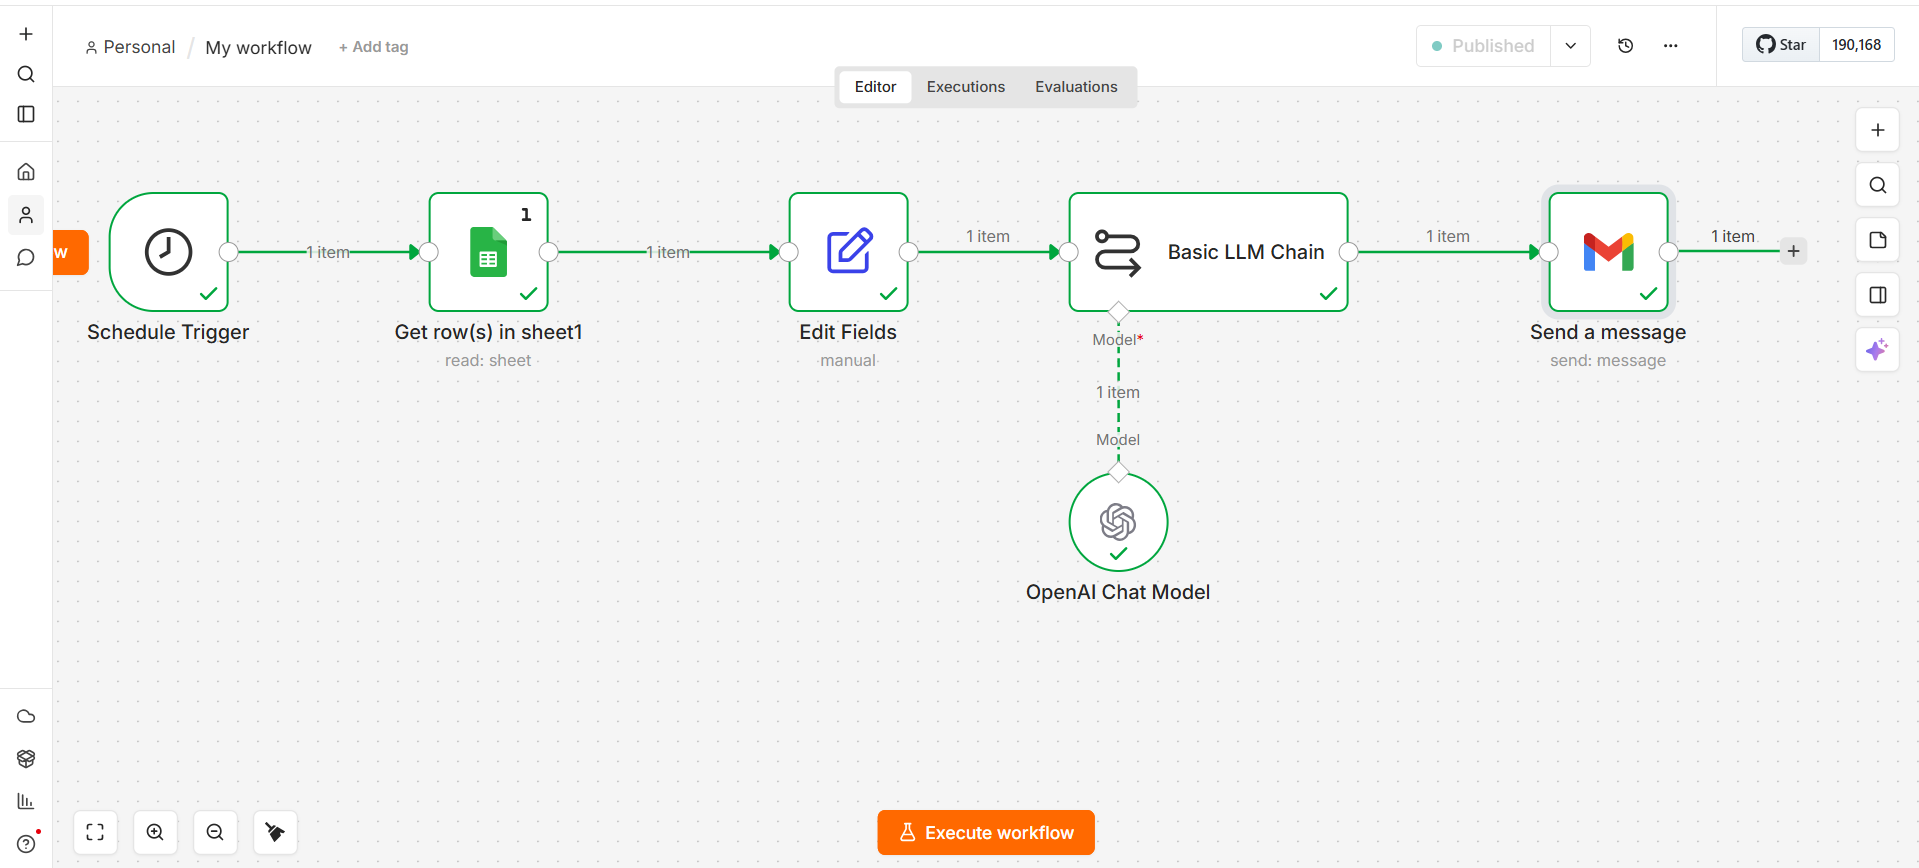 Personal / My workflow + Add tag
Published
Star 190,168
Editor Executions Evaluations
w
1
1 item
1 item
1 item
1 item
1 item
Basic LLM Chain
Schedule Trigger
Get row(s) in sheet1
read: sheet
Edit Fields
manual
Model*
1 item
Model
OpenAI Chat Model
Send a message
send: message
Execute workflow